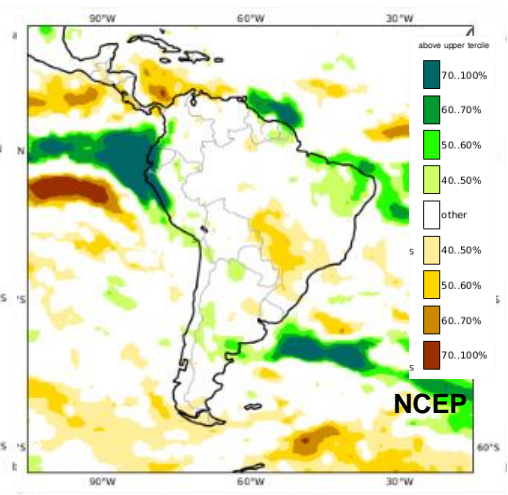 90°W 60°W 30°W
above upper tercile
70..100%
60..70%
50..60%
N
40..50%
other
s
40..50%
50..60%
S °S
60..70%
70..100%
s
NCEP
°S 60°S
90°W 60°W 30°W